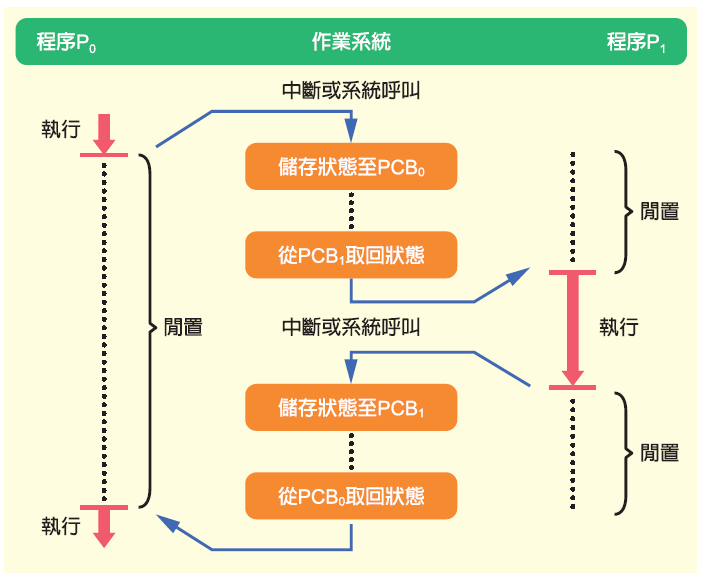 程序P0 作業系統 程序P1
中斷或系統呼叫
執行
儲存狀態至PCB0
閒置
從PCB1取回狀態
閒置
中斷或系統呼叫
執行
儲存狀態至PCB1
閒置
從PCB0取回狀態
執行